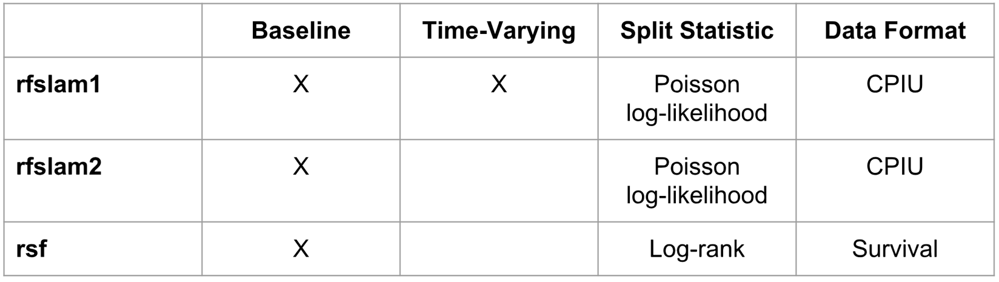 Baseline Time-Varying Split Statistic Data Format
rfslam1 X X Poisson CPIU
log-likelihood
rfslam2 X Poisson CPIU
log-likelihood
rsf X Log-rank Survival